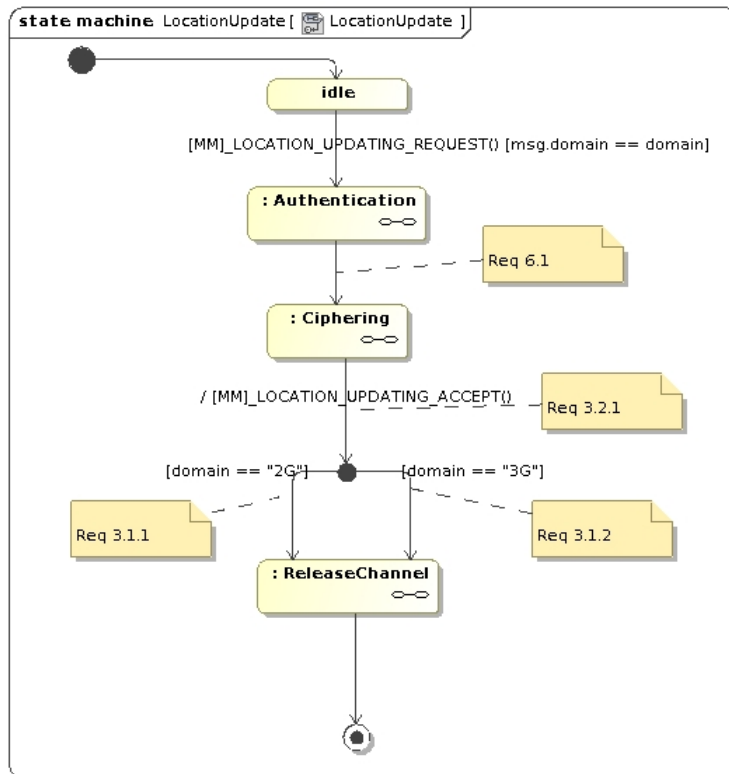 state machine LocationUpdate [ LocationUpdate ]
idle
[MM]_LOCATION_UPDATING_REQUEST() [msg.domain == domain]
: Authentication
Req 6.1
: Ciphering
/ [MM]_LOCATION_UPDATING_ACCEPT()
Req 3.2.1
[domain == "2G"]
[domain == "3G"]
Req 3.1.1
Req 3.1.2
: ReleaseChannel